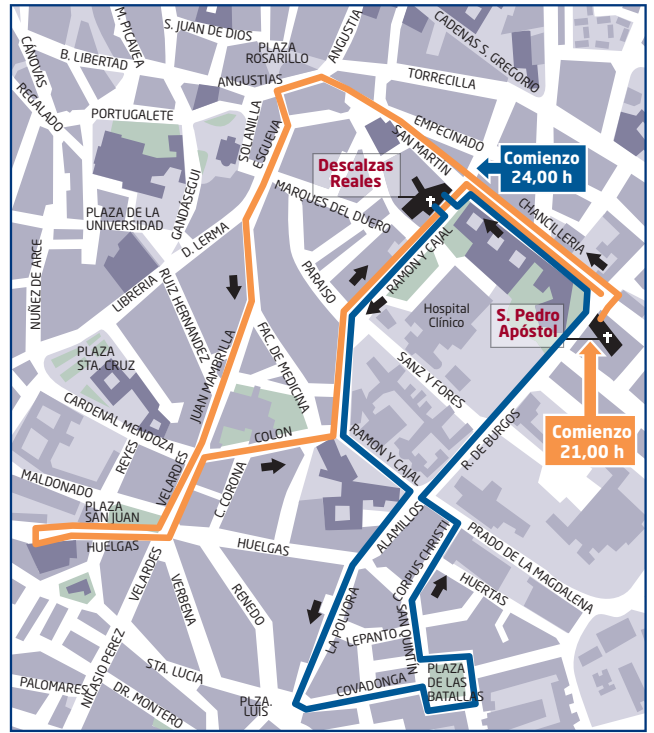 CÁNOVAS
M. PICAVEA
S. JUAN DE DIOS
PLAZA
ROSARILLO
ANGUSTIA
CADENAS S. GREGORIO
B. LIBERTAD
REGALADO
ANGUSTIAS
TORRECILLA
PORTUGALETE
SOLANILLA
ESGUEVA
EMPECINADO
SAN MARTIN
Comienzo
24,00 h
Descalzas
Reales
GANDÁSEGUI
MARQUES DEL DUERO
CHANCILLERIA
PLAZA DE LA
UNIVERSIDAD
D. LERMA
LIBRERIA
NUÑEZ DE ARCE
RUIZ HERNANDEZ
PARAISO
RAMON Y CAJAL
Hospital
Clínico
S. Pedro
Apóstol
FAC. DE MEDICINA
JUAN MAMBRILLA
PLAZA
STA. CRUZ
SANZ Y FORES
CARDENAL MENDOZA
REYES
COLON
RAMON Y CAJAL
R. DE BURGOS
Comienzo
21,00 h
MALDONADO
VELARDES
C. CORONA
PLAZA
SAN JUAN
HUELGAS
HUELGAS
ALAMILLOS
PRADO DE LA MAGDALENA
CORPUS CHRISTI
HUERTAS
VELARDES
VERBENA
RENEDO
LA POLVORA
LEPANTO
SAN QUINTÍN
NICASIO PEREZ
STA. LUCIA
PALOMARES
DR. MONTERO
PLZA.
LUIS
COVADONGA
PLAZA
DE LAS
BATALLAS